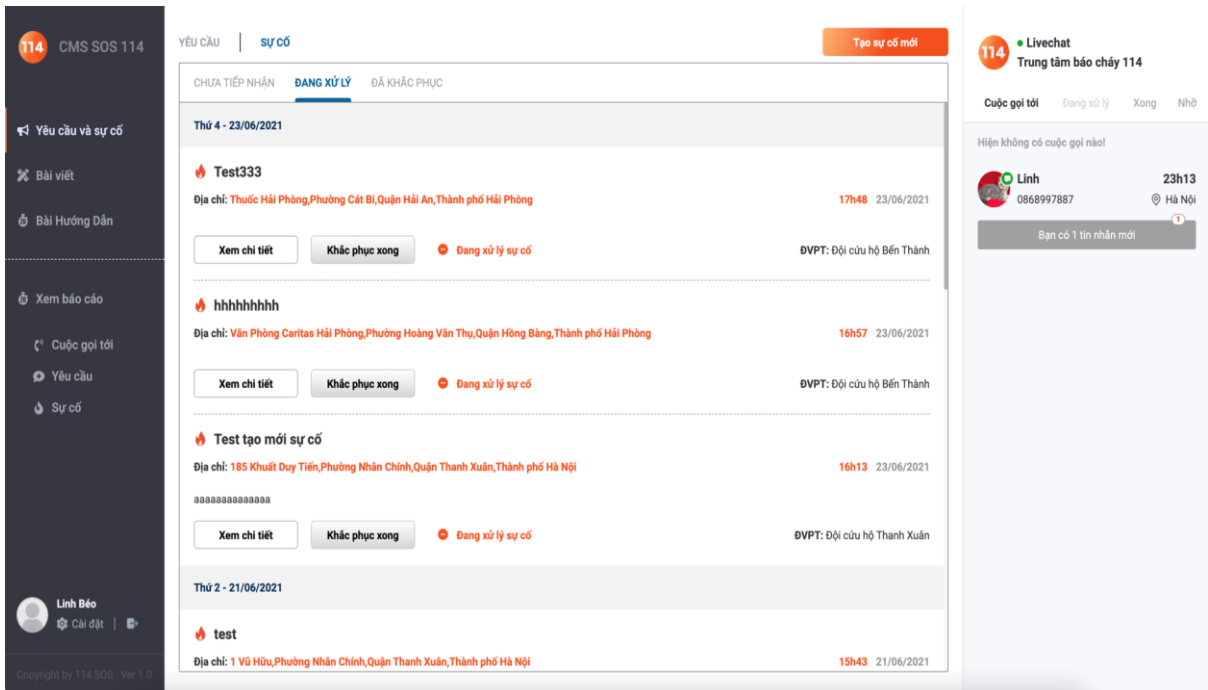 114 CMS SOS 114
Yêu cầu và sự cố
Bài viết
Bài Hướng Dẫn
Xem báo cáo
Cuộc gọi tới
Yêu cầu
Sự cố
Linh Béo
Cài đặt
Copyright by 114 SOS . Ver 1.0
YÊU CẦU SỰ CỐ Tạo sự cố mới
CHƯA TIẾP NHẬN ĐANG XỬ LÝ ĐÃ KHẮC PHỤC
Thứ 4 - 23/06/2021
Test333
Địa chỉ: Thuốc Hải Phòng,Phường Cát Bi,Quận Hải An,Thành phố Hải Phòng 17h48 23/06/2021
Xem chi tiết Khắc phục xong Đang xử lý sự cố ĐVPT: Đội cứu hộ Bến Thành
hhhhhhhhh
Địa chỉ: Văn Phòng Caritas Hải Phòng,Phường Hoàng Văn Thụ,Quận Hồng Bàng,Thành phố Hải Phòng 16h57 23/06/2021
Xem chi tiết Khắc phục xong Đang xử lý sự cố ĐVPT: Đội cứu hộ Bến Thành
Test tạo mới sự cố
Địa chỉ: 185 Khuất Duy Tiến,Phường Nhân Chính,Quận Thanh Xuân,Thành phố Hà Nội 16h13 23/06/2021
aaaaaaaaaaaaaa
Xem chi tiết Khắc phục xong Đang xử lý sự cố ĐVPT: Đội cứu hộ Thanh Xuân
Thứ 2 - 21/06/2021
test
Địa chỉ: 1 Vũ Hữu,Phường Nhân Chính,Quận Thanh Xuân,Thành phố Hà Nội 15h43 21/06/2021
114 Livechat
Trung tâm báo cháy 114
Cuộc gọi tới Đang xử lý Xong Nhỡ
Hiện không có cuộc gọi nào!
Linh 23h13
0868997887 Hà Nội
1
Bạn có 1 tin nhắn mới